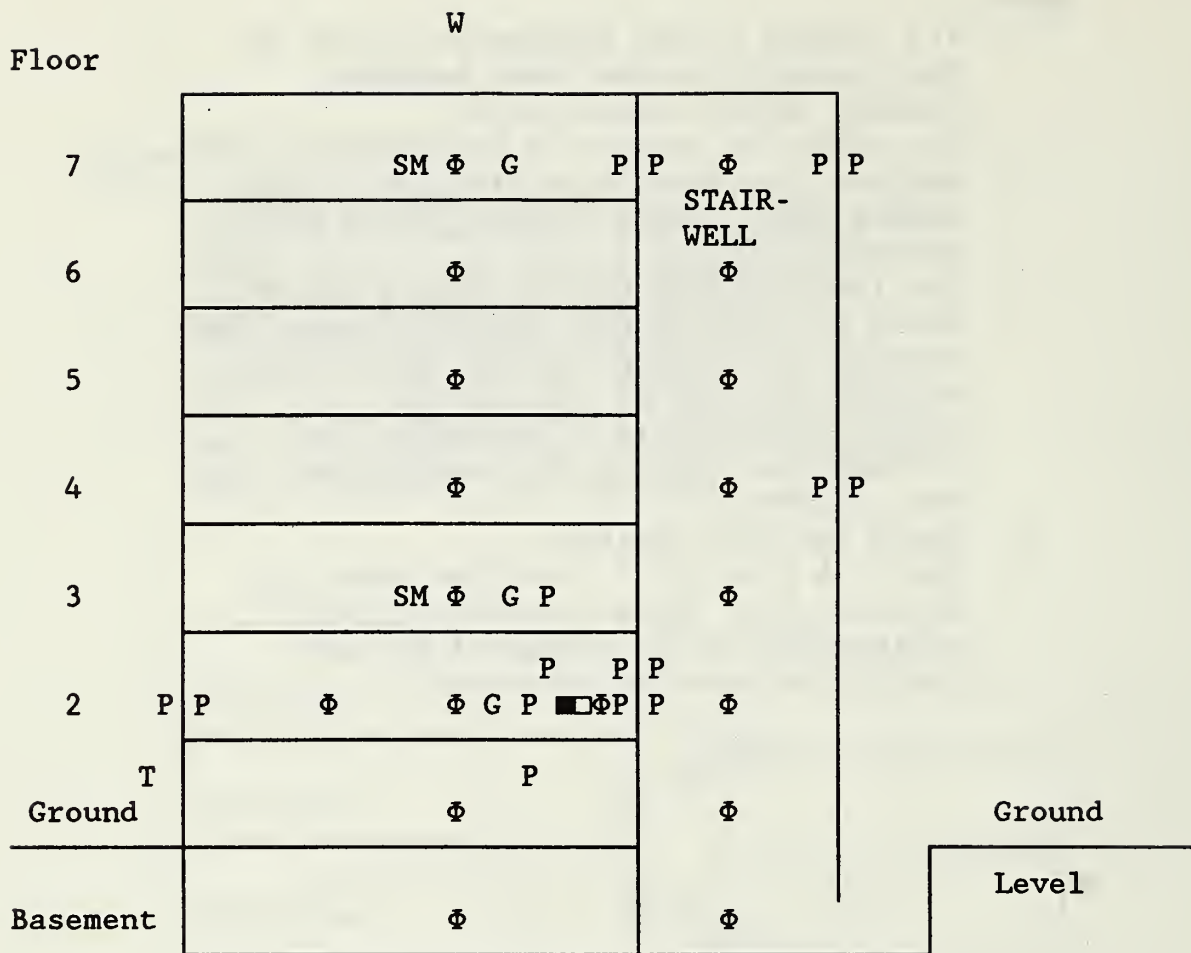 W
Floor
7 SM Φ G P P Φ P P
STAIR-
WELL
6 Φ Φ
5 Φ Φ
4 Φ Φ P P
3 SM Φ G P Φ
P P P
2 P P Φ Φ G P ■□ΦP P Φ
T P
Ground Φ Φ Ground
Level
Basement Φ Φ